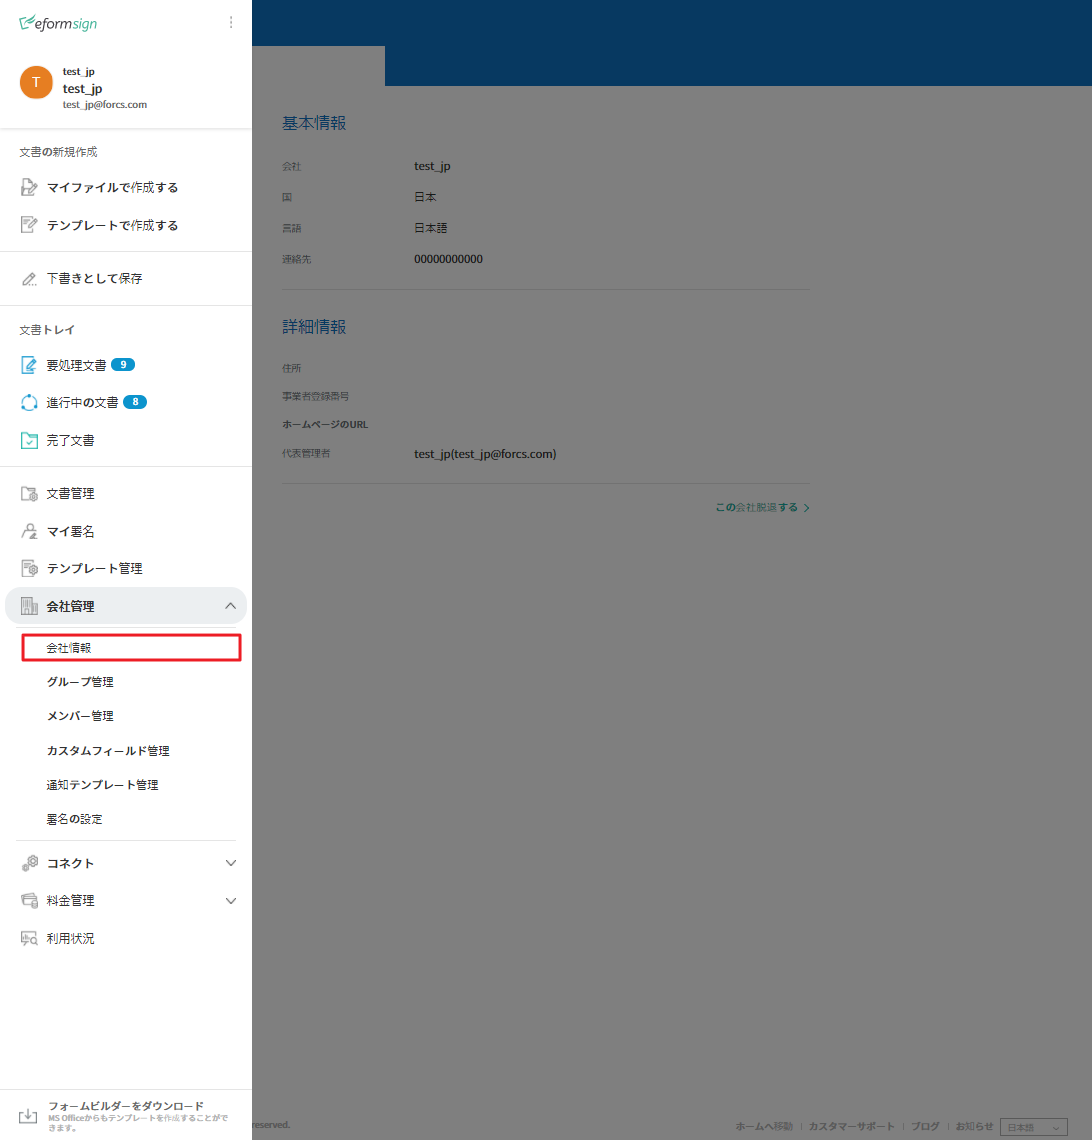 eformsign
T
test_jp
test_jp
test_jp@forcs.com
文書の新規作成
マイファイルで作成する
テンプレートで作成する
下書きとして保存
文書トレイ
要処理文書 9
進行中の文書 8
完了文書
文書管理
マイ署名
テンプレート管理
会社管理
会社情報
グループ管理
メンバー管理
カスタムフィールド管理
通知テンプレート管理
署名の設定
コネクト
料金管理
利用状況
フォームビルダーをダウンロード
MS Officeからもテンプレートを作成することがで
きます。
基本情報
会社 test_jp
国 日本
言語 日本語
連絡先 00000000000
詳細情報
住所
事業者登録番号
ホームページのURL
代表管理者 test_jp(test_jp@forcs.com)
この会社脱退する
reserved.
ホームへ移動 | カスタマーサポート | ブログ | お知らせ 日本語